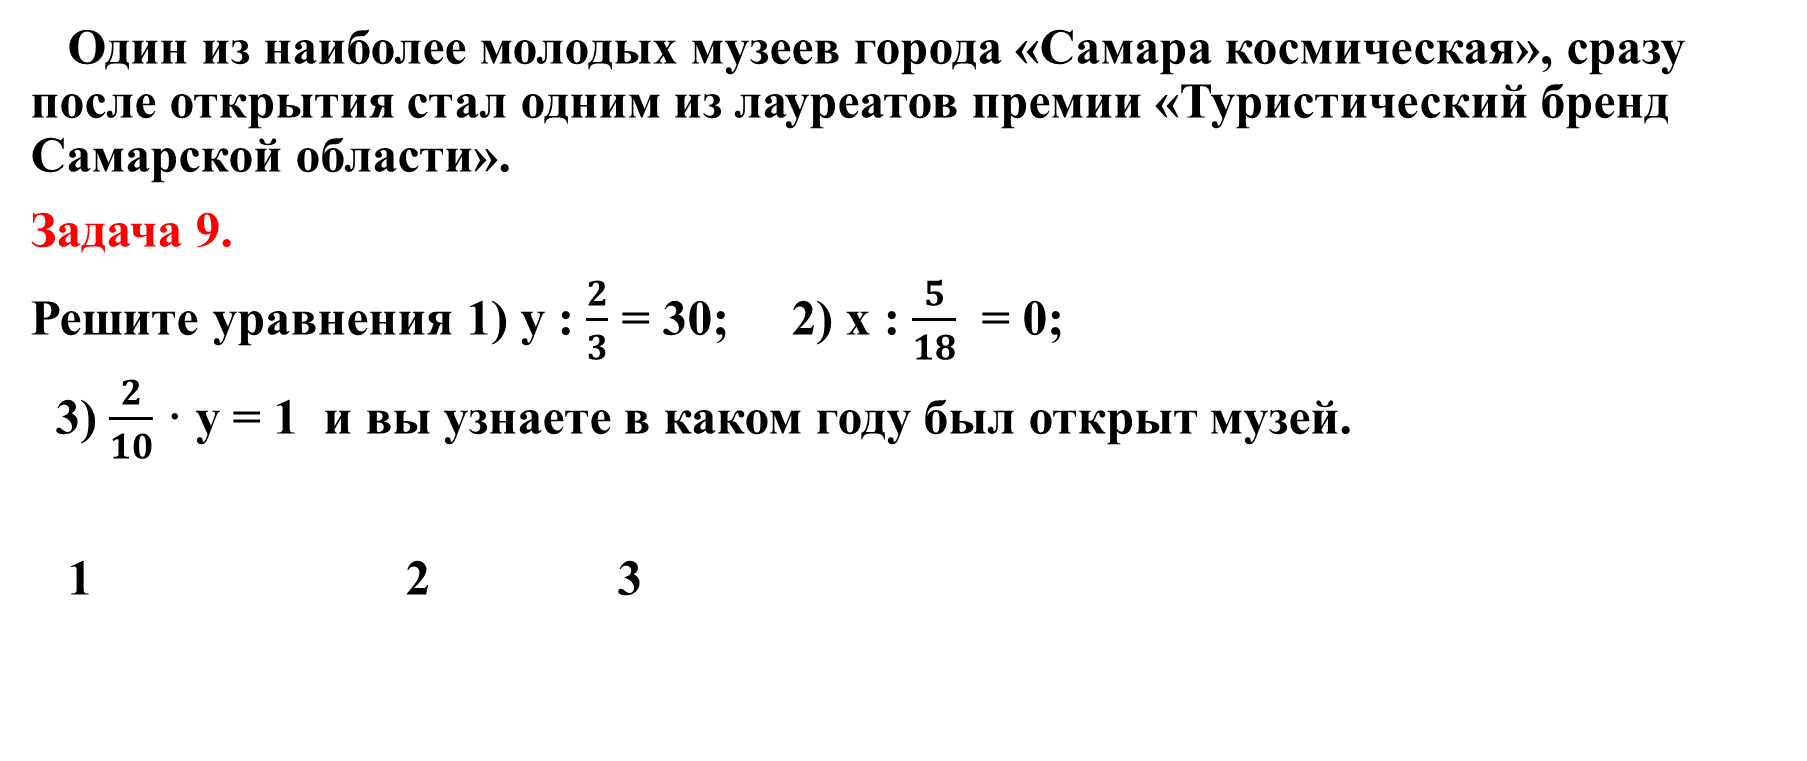 Один из наиболее молодых музеев города «Самара космическая», сразу
после открытия стал одним из лауреатов премии «Туристический бренд
Самарской области».
Задача 9.
Решите уравнения 1) у : 2/3 = 30; 2) х : 5/18 = 0;
3) 2/10 · у = 1 и вы узнаете в каком году был открыт музей.
1 2 3